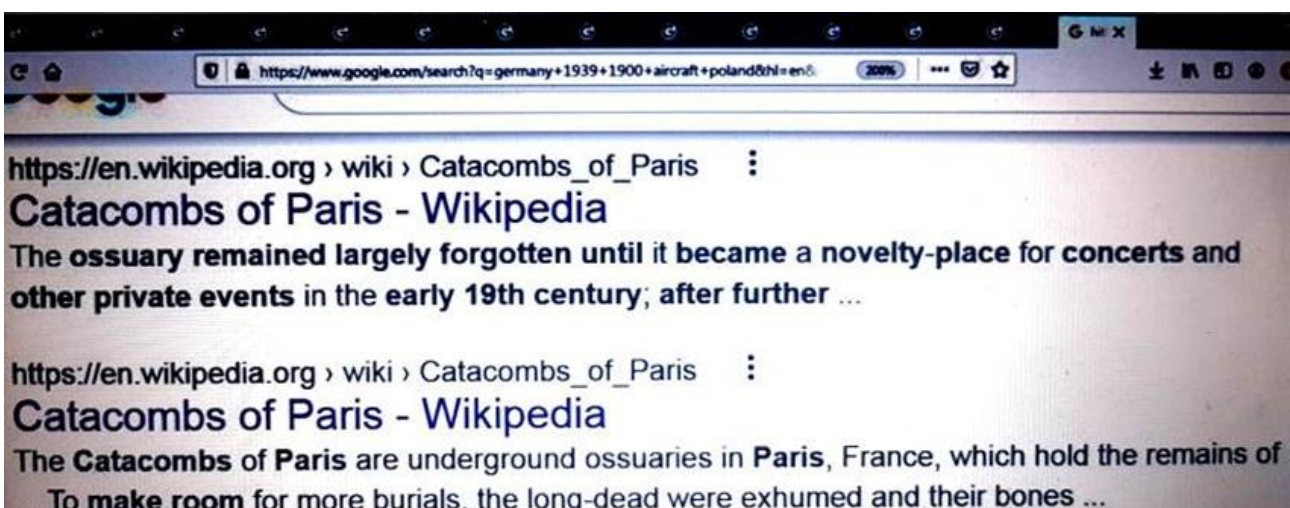 https://www.google.com/search?q=germany+1939+1900+aircraft+poland&hl=en&
200%
https://en.wikipedia.org › wiki › Catacombs_of_Paris
Catacombs of Paris - Wikipedia
The ossuary remained largely forgotten until it became a novelty-place for concerts and
other private events in the early 19th century; after further ...
https://en.wikipedia.org › wiki › Catacombs_of_Paris
Catacombs of Paris - Wikipedia
The Catacombs of Paris are underground ossuaries in Paris, France, which hold the remains of
... To make room for more burials, the long-dead were exhumed and their bones ...